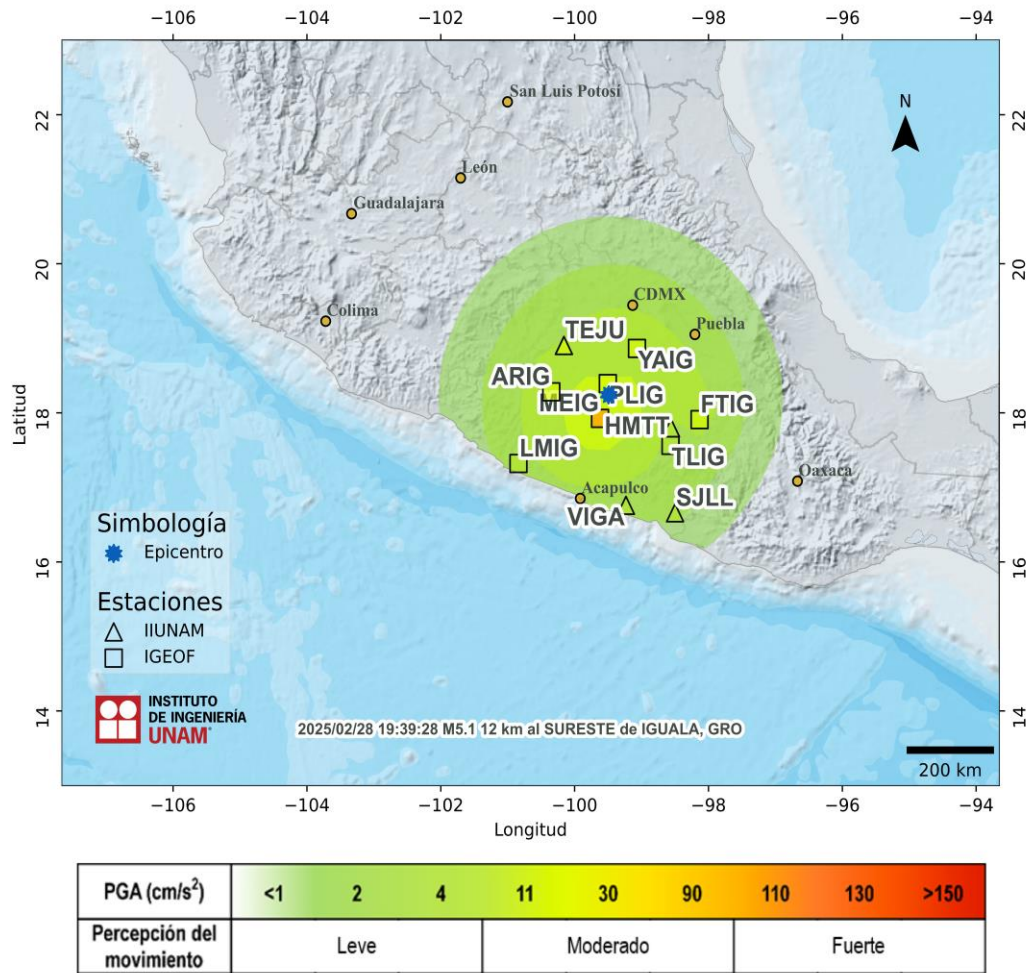 −106 −104 −102 −100 −98 −96 −94
N
22 22
San Luis Potosí
León
Guadalajara
20 20
CDMX
Colima
Puebla
TEJU
YAIG
ARIG
PLIG
MEIG
FTIG
18 18
HMTT
LMIG
TLIG
Oaxaca
Acapulco
SJLL
VIGA
Latitud
Simbología
Epicentro
16 16
Estaciones
IIUNAM
IGEOF
INSTITUTO
DE INGENIERÍA
UNAM
14 14
2025/02/28 19:39:28 M5.1 12 km al SURESTE de IGUALA, GRO
200 km
−106 −104 −102 −100 −98 −96 −94
Longitud
PGA (cm/s²) <1 2 4 11 30 90 110 130 >150
Percepción del
movimiento
Leve Moderado Fuerte